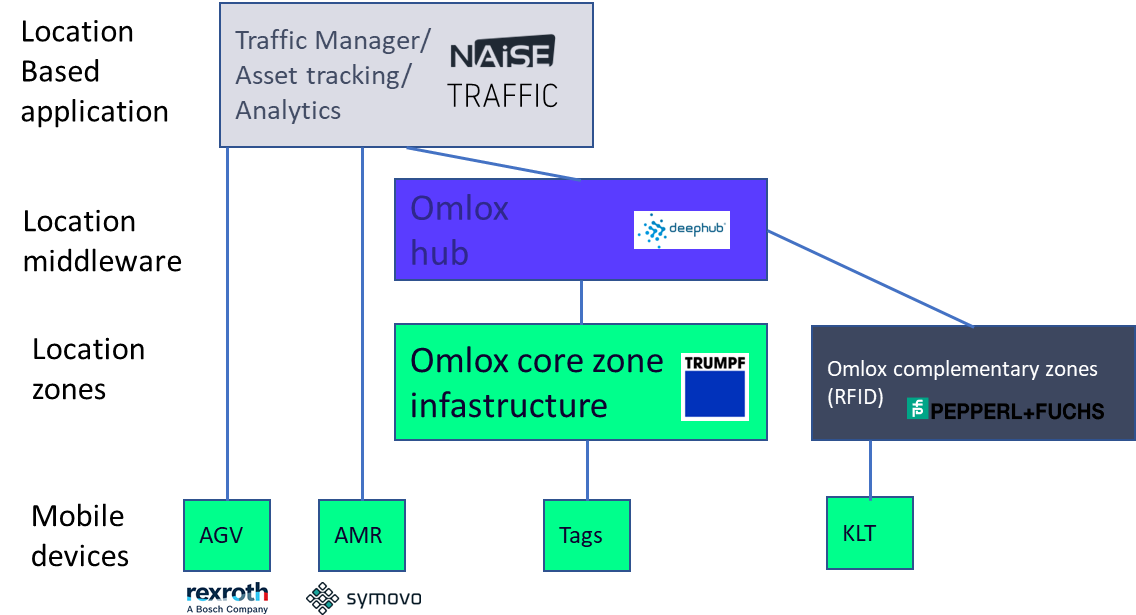 Location
Based
application
Traffic Manager/
Asset tracking/
Analytics
NAiSE
TRAFFIC
Location
middleware
Omlox
hub
deephub
Location
zones
Omlox core zone
infastructure
TRUMPF
Omlox complementary zones
(RFID)
PEPPERL+FUCHS
Mobile
devices
AGV
AMR
Tags
KLT
rexroth
A Bosch Company
symovo